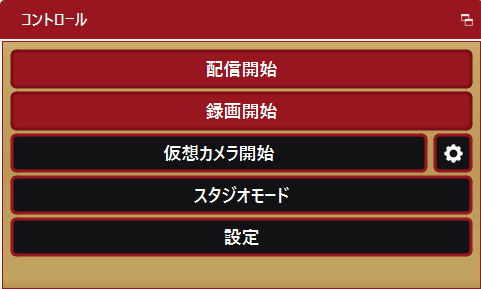 コントロール
配信開始
録画開始
仮想カメラ開始
スタジオモード
設定